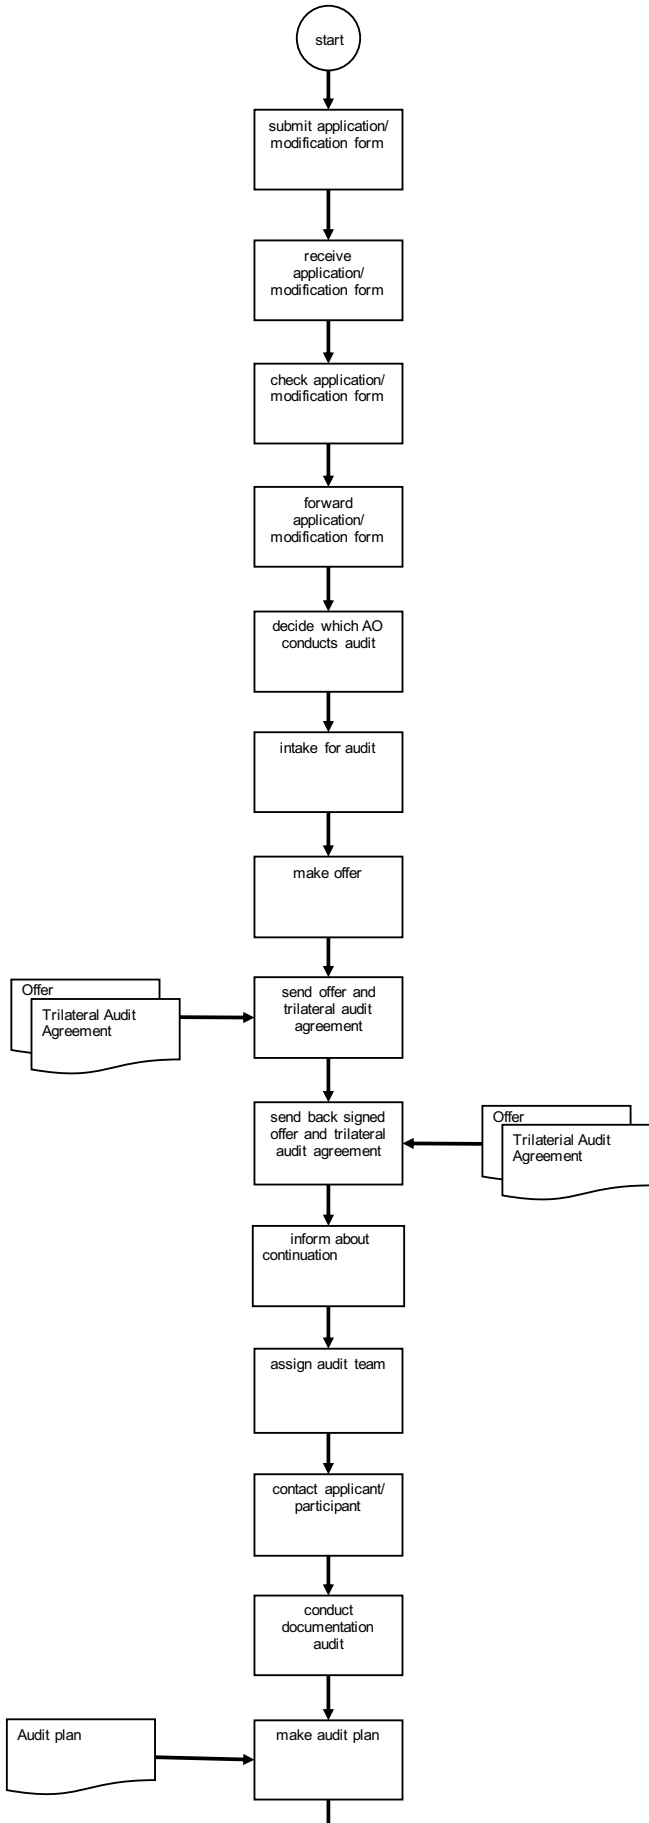 start
submit application/
modification form
receive
application/
modification form
check application/
modification form
forward
application/
modification form
decide which AO
conducts audit
intake for audit
make offer
Offer
Trilateral Audit
Agreement
send offer and
trilateral audit
agreement
send back signed
offer and trilateral
audit agreement
Offer
Trilaterial Audit
Agreement
inform about
continuation
assign audit team
contact applicant/
participant
conduct
documentation
audit
Audit plan
make audit plan